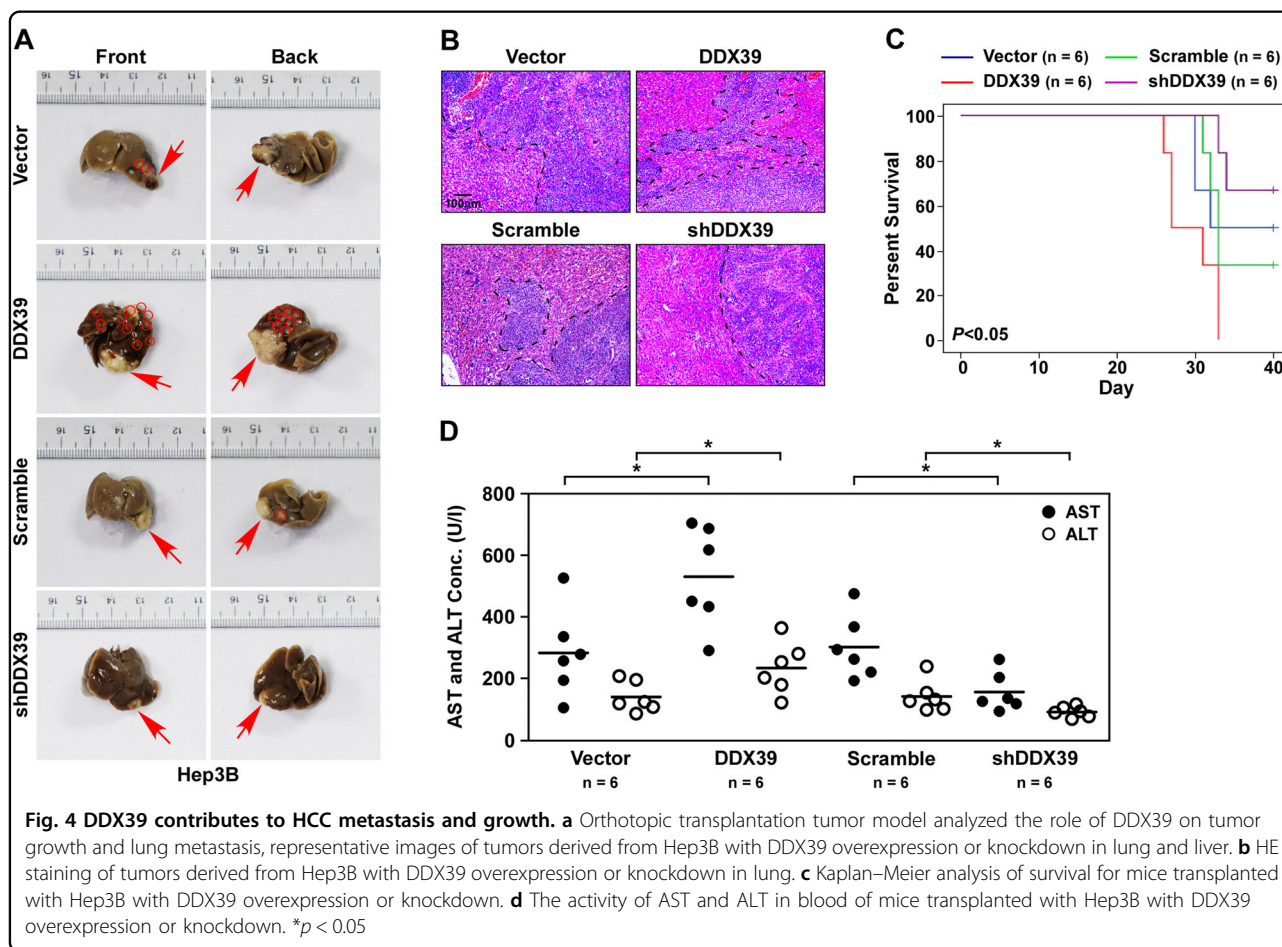 A
Front
Back
Vector
DDX39
Scramble
shDDX39
Hep3B
B
Vector
DDX39
100μm
Scramble
shDDX39
C
Vector (n = 6)
Scramble (n = 6)
DDX39 (n = 6)
shDDX39 (n = 6)
Persent Survival
100
80
60
40
20
0
P<0.05
0
10
20
30
40
Day
D
*
*
*
*
AST and ALT Conc. (U/l)
800
600
400
200
0
AST
ALT
Vector
DDX39
Scramble
shDDX39
n = 6
n = 6
n = 6
n = 6
Fig. 4 DDX39 contributes to HCC metastasis and growth. a Orthotopic transplantation tumor model analyzed the role of DDX39 on tumor
growth and lung metastasis, representative images of tumors derived from Hep3B with DDX39 overexpression or knockdown in lung and liver. b HE
staining of tumors derived from Hep3B with DDX39 overexpression or knockdown in lung. c Kaplan–Meier analysis of survival for mice transplanted
with Hep3B with DDX39 overexpression or knockdown. d The activity of AST and ALT in blood of mice transplanted with Hep3B with DDX39
overexpression or knockdown. *p < 0.05